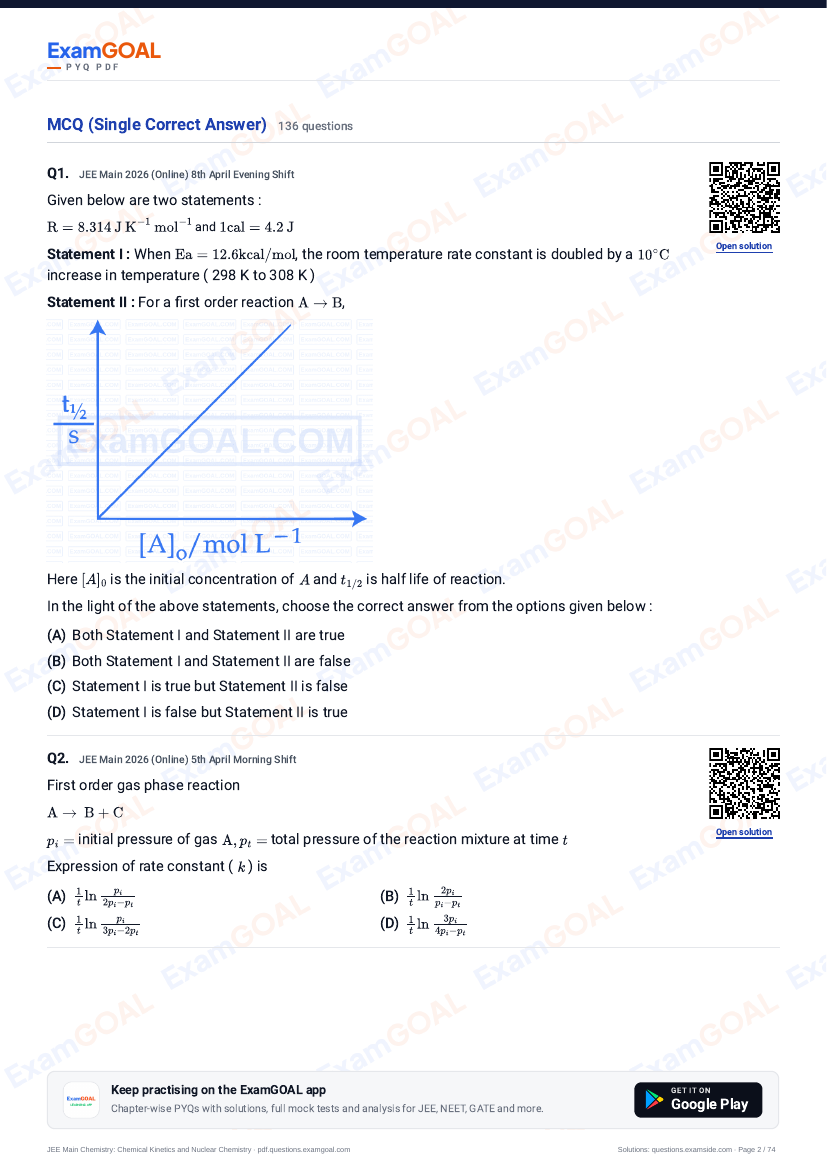 ExamGOAL
PYQ PDF
MCQ (Single Correct Answer) 136 questions
Q1. JEE Main 2026 (Online) 8th April Evening Shift
Given below are two statements :
R = 8.314 J K⁻¹ mol⁻¹ and 1cal = 4.2 J
Statement I : When Ea = 12.6kcal/mol, the room temperature rate constant is doubled by a 10°C
increase in temperature ( 298 K to 308 K )
Statement II : For a first order reaction A → B,
t₁/₂
s
ExamGOAL.COM
[A]₀/mol L⁻¹
Here [A]₀ is the initial concentration of A and t₁/₂ is half life of reaction.
In the light of the above statements, choose the correct answer from the options given below :
(A) Both Statement I and Statement II are true
(B) Both Statement I and Statement II are false
(C) Statement I is true but Statement II is false
(D) Statement I is false but Statement II is true
Open solution
Q2. JEE Main 2026 (Online) 5th April Morning Shift
First order gas phase reaction
A → B + C
pᵢ = initial pressure of gas A, pₜ = total pressure of the reaction mixture at time t
Expression of rate constant ( k ) is
(A) 1/t ln pᵢ/(2pᵢ−pₜ) (B) 1/t ln 2pᵢ/(pᵢ−pₜ)
(C) 1/t ln pᵢ/(3pᵢ−2pₜ) (D) 1/t ln 3pᵢ/(4pᵢ−pₜ)
Open solution
Keep practising on the ExamGOAL app
Chapter-wise PYQs with solutions, full mock tests and analysis for JEE, NEET, GATE and more.
GET IT ON
Google Play
JEE Main Chemistry: Chemical Kinetics and Nuclear Chemistry · pdf.questions.examgoal.com
Solutions: questions.examside.com · Page 2 / 74